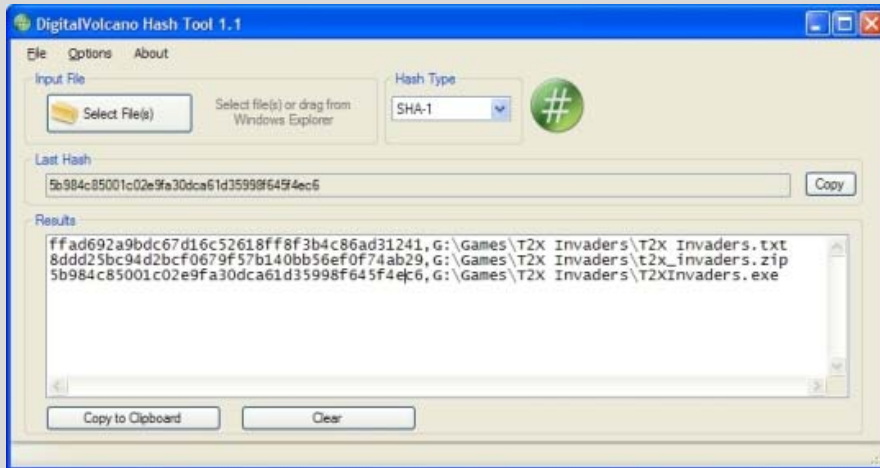 DigitalVolcano Hash Tool 1.1
File Options About
Input File
Select File(s)
Select file(s) or drag from
Windows Explorer
Hash Type
SHA-1
#
Last Hash
5b984c85001c02e9fa30dca61d35998f645f4ec6
Copy
Results
ffad692a9bdc67d16c52618ff8f3b4c86ad31241,G:\Games\T2X Invaders\T2X Invaders.txt
8ddd25bc94d2bcf0679f57b140bb56ef0f74ab29,G:\Games\T2X Invaders\t2x_invaders.zip
5b984c85001c02e9fa30dca61d35998f645f4ec6,G:\Games\T2X Invaders\T2XInvaders.exe
Copy to Clipboard
Clear